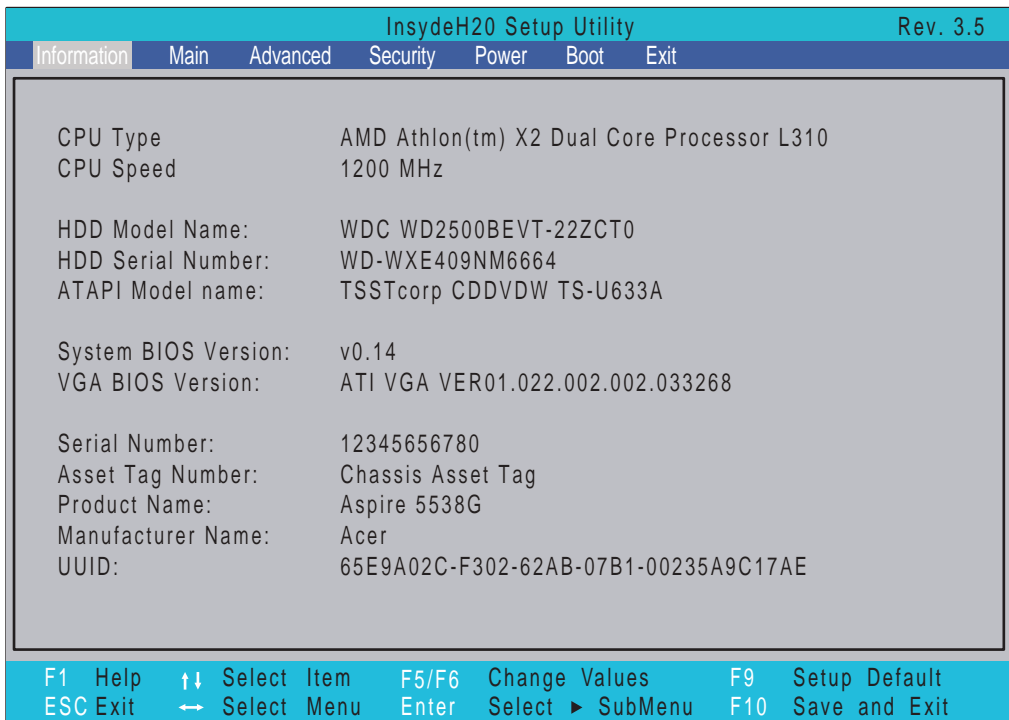 InsydeH20 Setup Utility Rev. 3.5
Information Main Advanced Security Power Boot Exit
CPU Type AMD Athlon(tm) X2 Dual Core Processor L310
CPU Speed 1200 MHz
HDD Model Name: WDC WD2500BEVT-22ZCT0
HDD Serial Number: WD-WXE409NM6664
ATAPI Model name: TSSTcorp CDDVDW TS-U633A
System BIOS Version: v0.14
VGA BIOS Version: ATI VGA VER01.022.002.002.033268
Serial Number: 12345656780
Asset Tag Number: Chassis Asset Tag
Product Name: Aspire 5538G
Manufacturer Name: Acer
UUID: 65E9A02C-F302-62AB-07B1-00235A9C17AE
F1 Help ↑↓ Select Item F5/F6 Change Values F9 Setup Default
ESC Exit ↔ Select Menu Enter Select ► SubMenu F10 Save and Exit